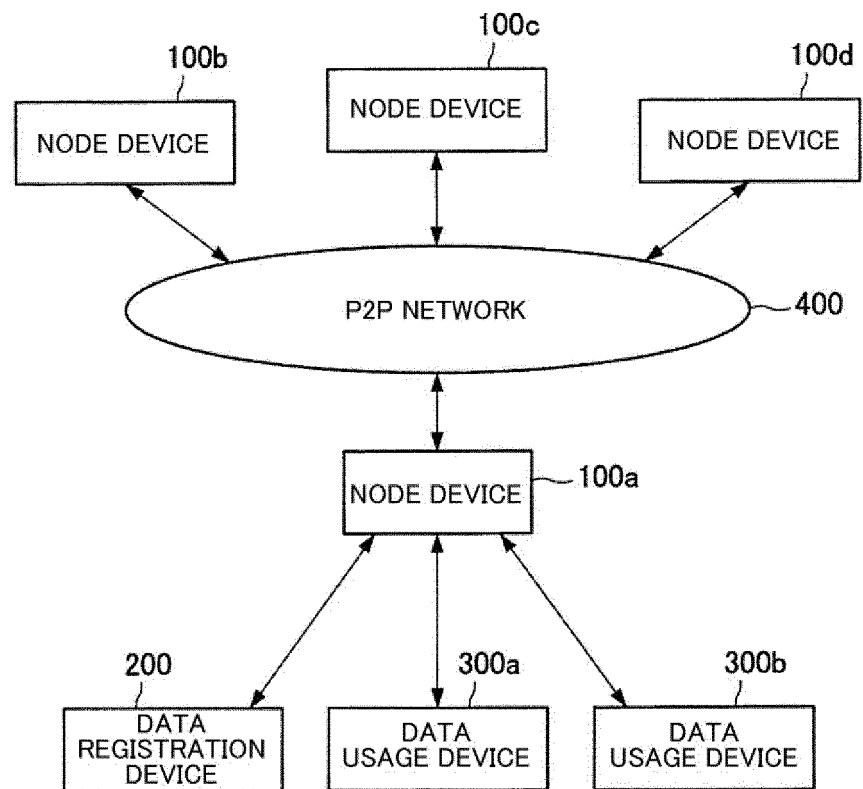 100b
100c
100d
NODE DEVICE
NODE DEVICE
NODE DEVICE
P2P NETWORK
400
NODE DEVICE
100a
200
300a
300b
DATA
REGISTRATION
DEVICE
DATA
USAGE DEVICE
DATA
USAGE DEVICE